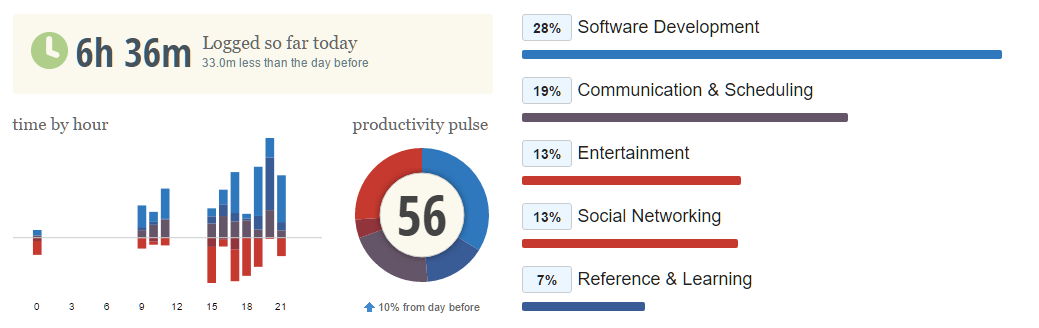 6h 36m
Logged so far today
33.0m less than the day before
time by hour
0 3 6 9 12 15 18 21
productivity pulse
56
10% from day before
28% Software Development
19% Communication & Scheduling
13% Entertainment
13% Social Networking
7% Reference & Learning